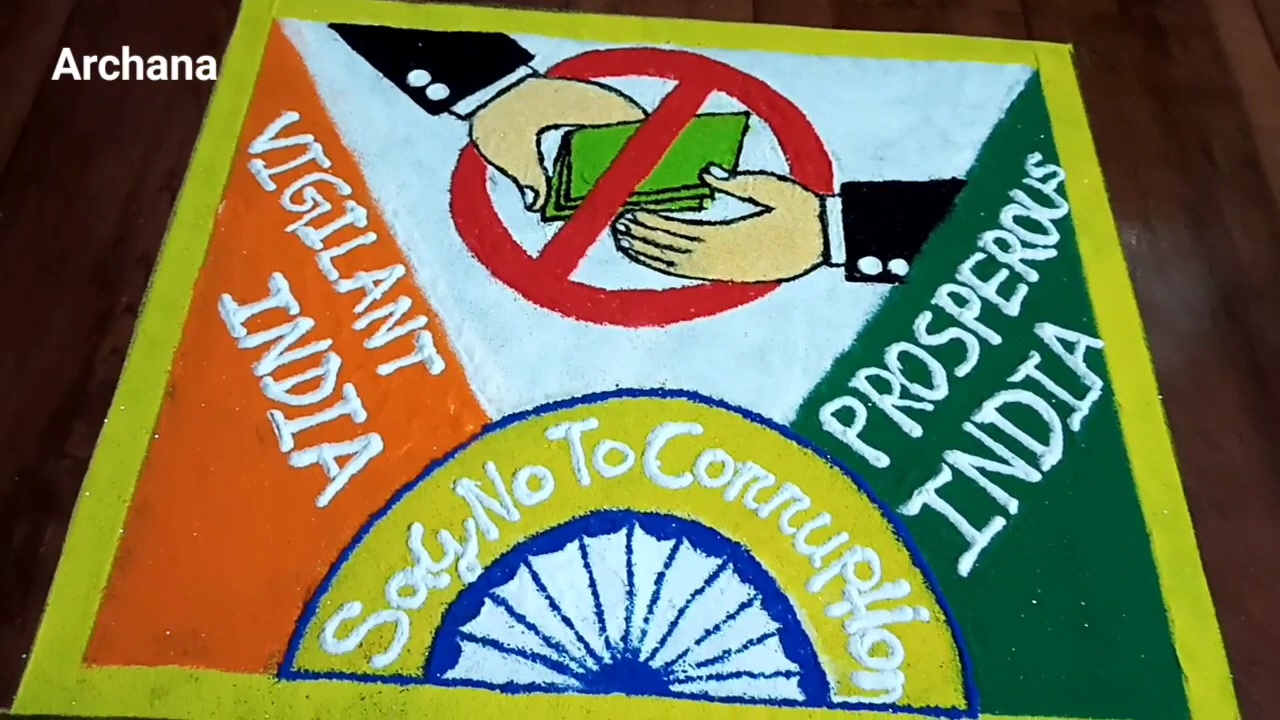 Archana
VIGILANT
INDIA
PROSPEROUS
INDIA
Say No To Corruption